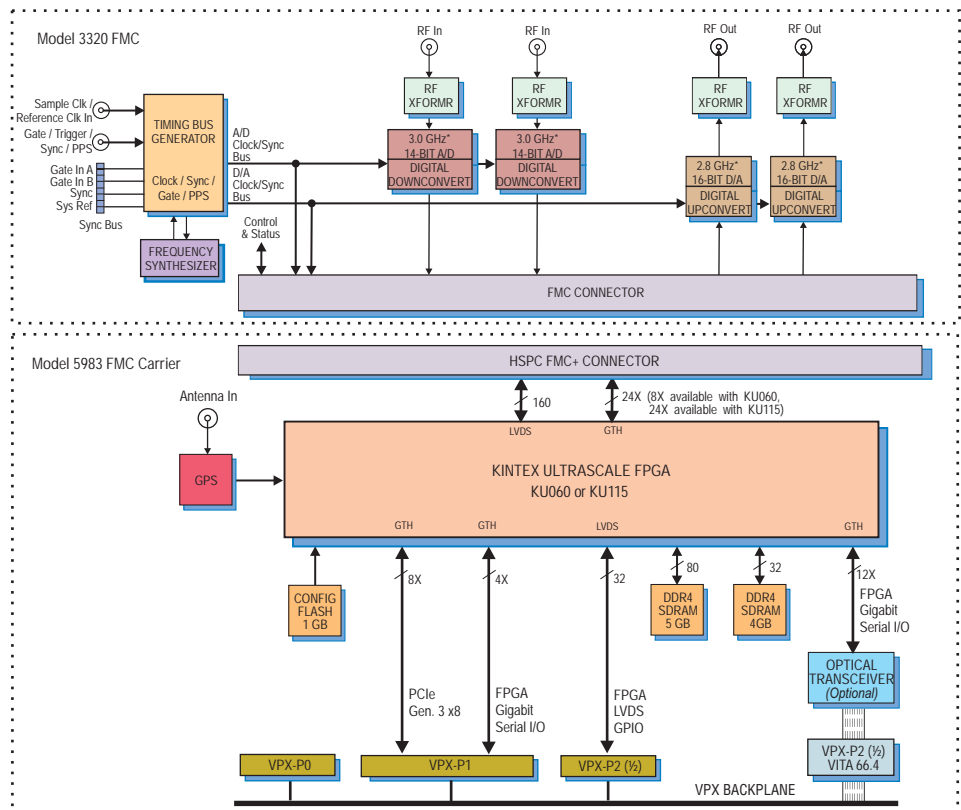 Model 3320 FMC
RF In
RF In
RF Out
RF Out
Sample Clk /
Reference Clk In
Gate / Trigger /
Sync / PPS
Gate In A
Gate In B
Sync
Sys Ref
Sync Bus
TIMING BUS
GENERATOR
Clock / Sync /
Gate / PPS
FREQUENCY
SYNTHESIZER
A/D
Clock/Sync
Bus
D/A
Clock/Sync
Bus
Control
& Status
RF
XFORMR
RF
XFORMR
RF
XFORMR
RF
XFORMR
3.0 GHz*
14-BIT A/D
DIGITAL
DOWNCONVERT
3.0 GHz*
14-BIT A/D
DIGITAL
DOWNCONVERT
2.8 GHz*
16-BIT D/A
DIGITAL
UPCONVERT
2.8 GHz*
16-BIT D/A
DIGITAL
UPCONVERT
FMC CONNECTOR
Model 5983 FMC Carrier
HSPC FMC+ CONNECTOR
Antenna In
160
24X (8X available with KU060,
24X available with KU115)
LVDS
GTH
GPS
KINTEX ULTRASCALE FPGA
KU060 or KU115
GTH
GTH
LVDS
GTH
8X
4X
32
80
32
12X
CONFIG
FLASH
1 GB
DDR4
SDRAM
5 GB
DDR4
SDRAM
4GB
FPGA
Gigabit
Serial I/O
OPTICAL
TRANSCEIVER
(Optional)
PCIe
Gen. 3 x8
FPGA
Gigabit
Serial I/O
FPGA
LVDS
GPIO
VPX-P0
VPX-P1
VPX-P2 (½)
VPX-P2 (½)
VITA 66.4
VPX BACKPLANE